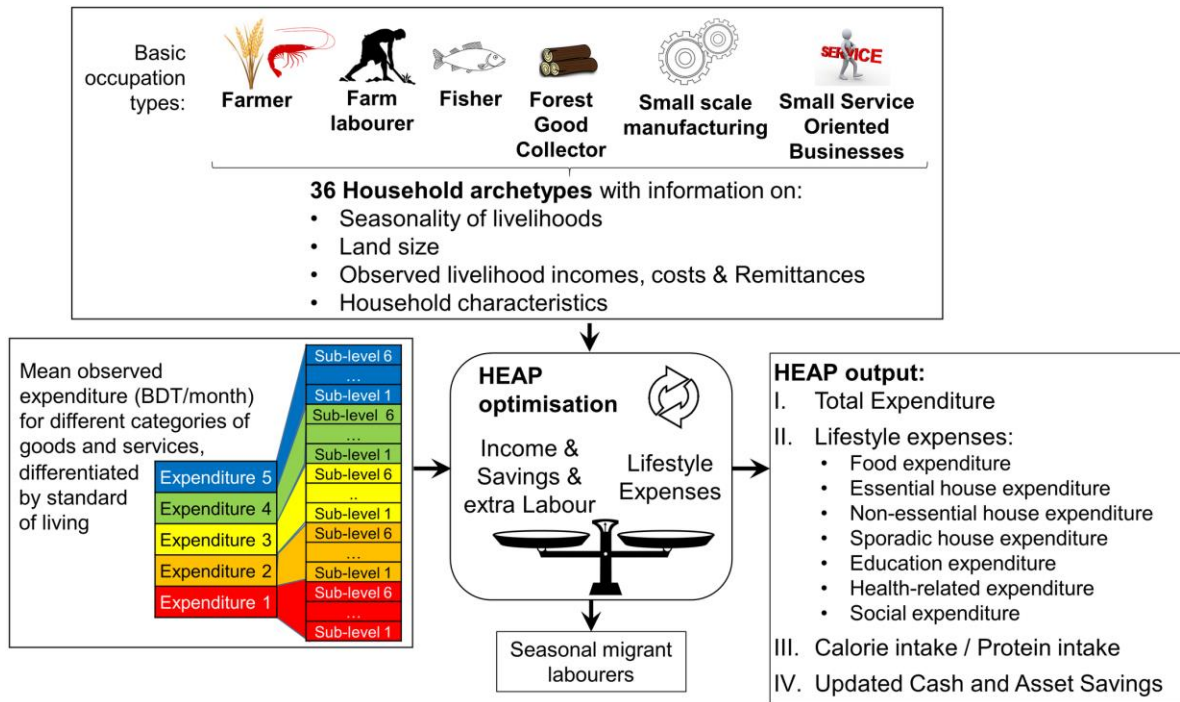 Basic
occupation
types:
Farmer
Farm
labourer
Fisher
Forest
Good
Collector
Small scale
manufacturing
SERVICE
Small Service
Oriented
Businesses
36 Household archetypes with information on:
• Seasonality of livelihoods
• Land size
• Observed livelihood incomes, costs & Remittances
• Household characteristics
Mean observed
expenditure (BDT/month)
for different categories of
goods and services,
differentiated
by standard
of living
Expenditure 5
Expenditure 4
Expenditure 3
Expenditure 2
Expenditure 1
Sub-level 6
...
Sub-level 1
Sub-level 6
...
Sub-level 1
Sub-level 6
..
Sub-level 1
Sub-level 6
...
Sub-level 1
Sub-level 6
...
Sub-level 1
HEAP
optimisation
Income &
Savings &
extra Labour
Lifestyle
Expenses
Seasonal migrant
labourers
HEAP output:
I. Total Expenditure
II. Lifestyle expenses:
• Food expenditure
• Essential house expenditure
• Non-essential house expenditure
• Sporadic house expenditure
• Education expenditure
• Health-related expenditure
• Social expenditure
III. Calorie intake / Protein intake
IV. Updated Cash and Asset Savings